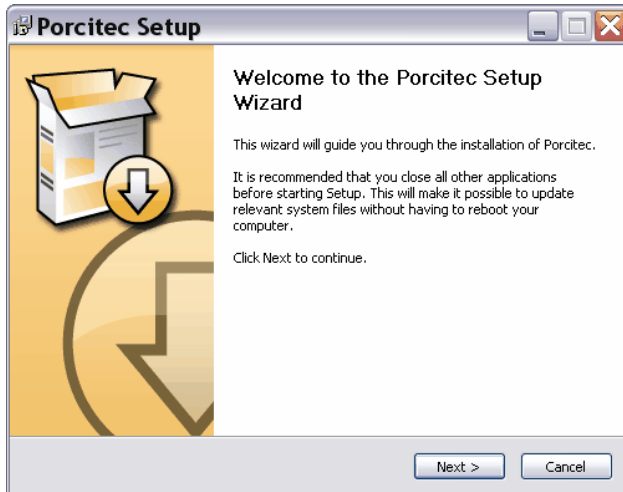 Porcitec Setup
Welcome to the Porcitec Setup
Wizard
This wizard will guide you through the installation of Porcitec.
It is recommended that you close all other applications
before starting Setup. This will make it possible to update
relevant system files without having to reboot your
computer.
Click Next to continue.
Next >
Cancel